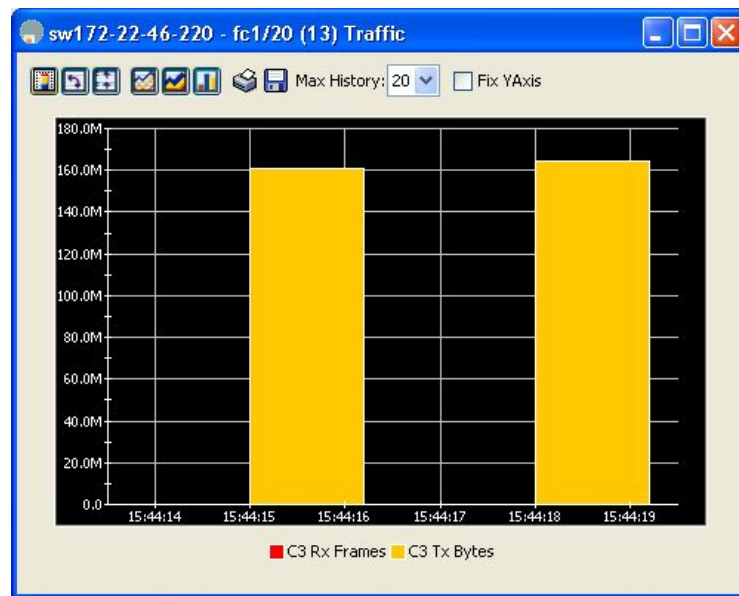 sw172-22-46-220 - fc1/20 (13) Traffic
Max History: 20 Fix YAxis
180.0M
160.0M
140.0M
120.0M
100.0M
80.0M
60.0M
40.0M
20.0M
0.0
15:44:14 15:44:15 15:44:16 15:44:17 15:44:18 15:44:19
C3 Rx Frames C3 Tx Bytes